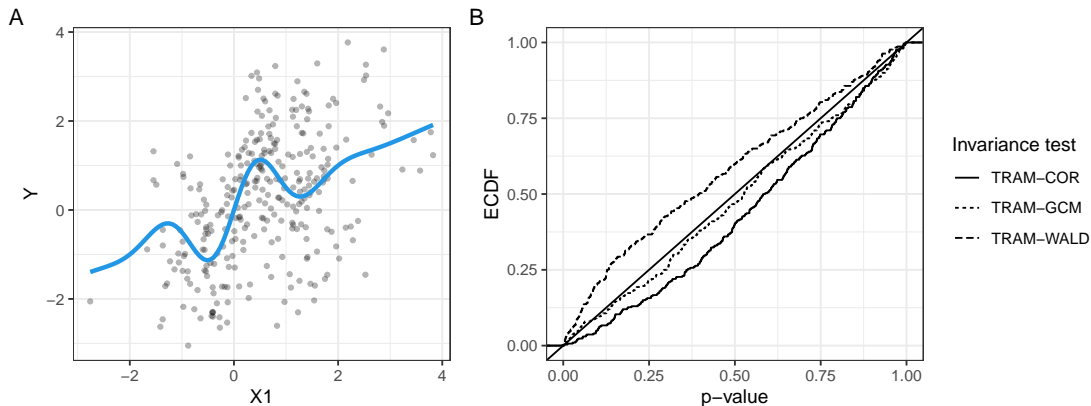 A
Y
4
2
0
−2
−2
0
2
4
X1
B
ECDF
1.00
0.75
0.50
0.25
0.00
0.00
0.25
0.50
0.75
1.00
p−value
Invariance test
TRAM−COR
TRAM−GCM
TRAM−WALD